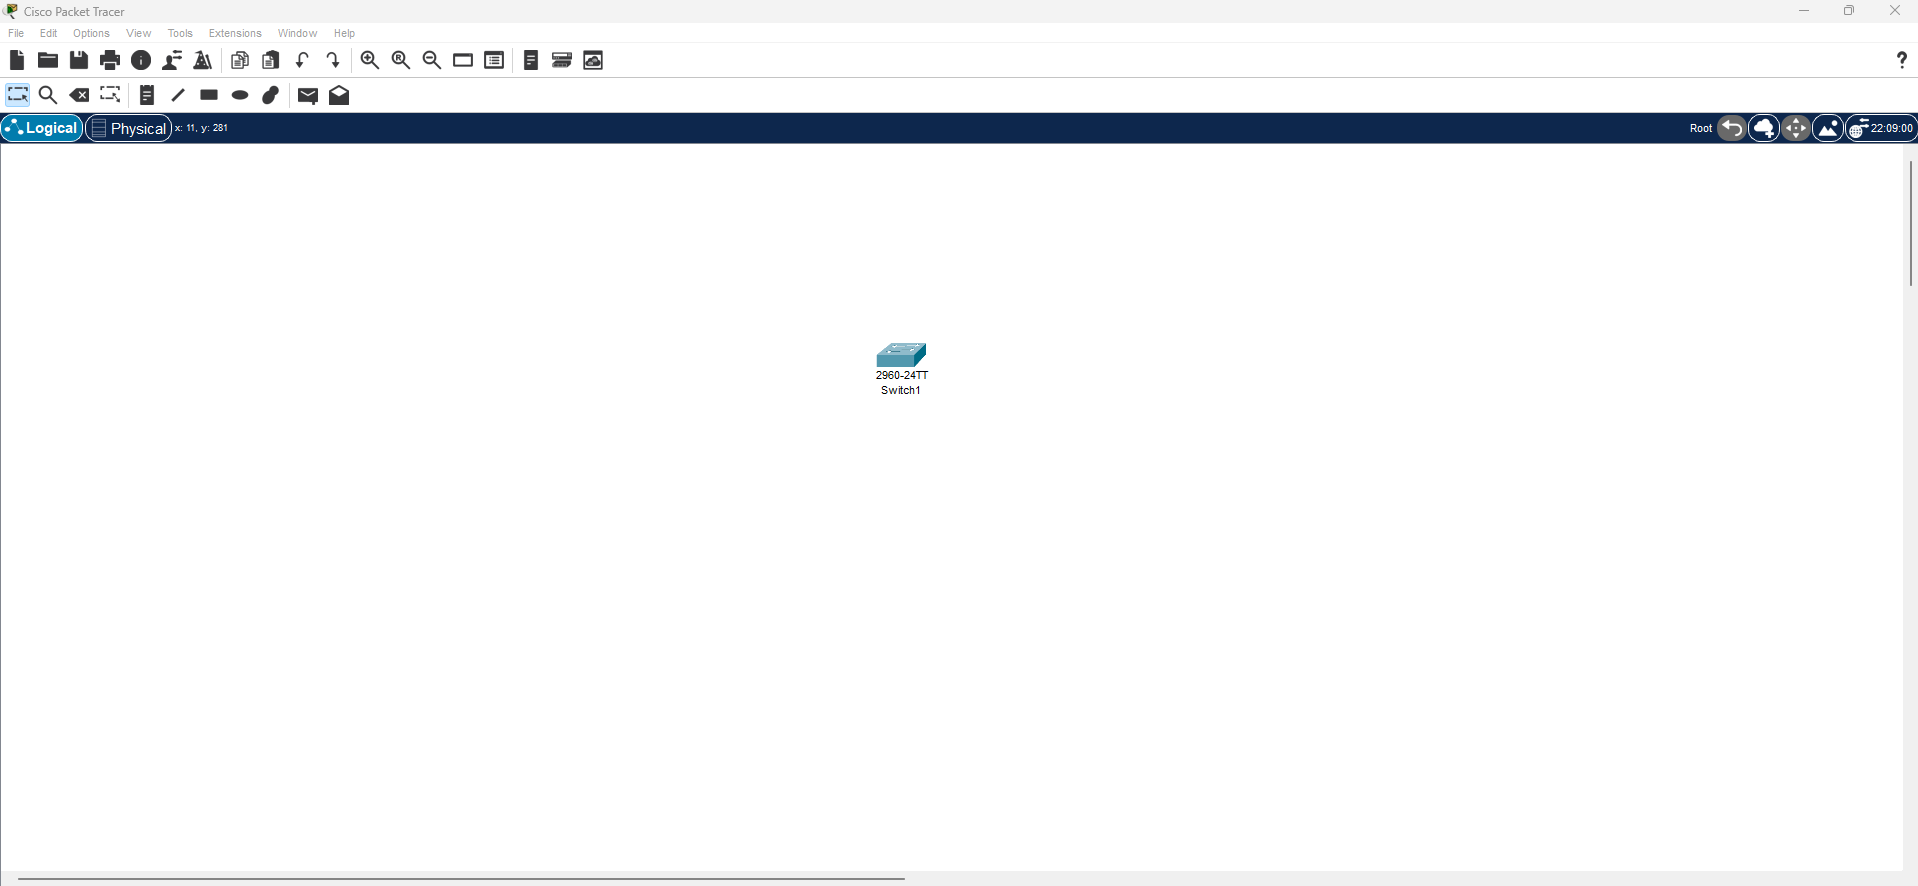 Cisco Packet Tracer
File Edit Options View Tools Extensions Window Help
Logical Physical x: 11, y: 281 Root 22:09:00
2960-24TT
Switch1